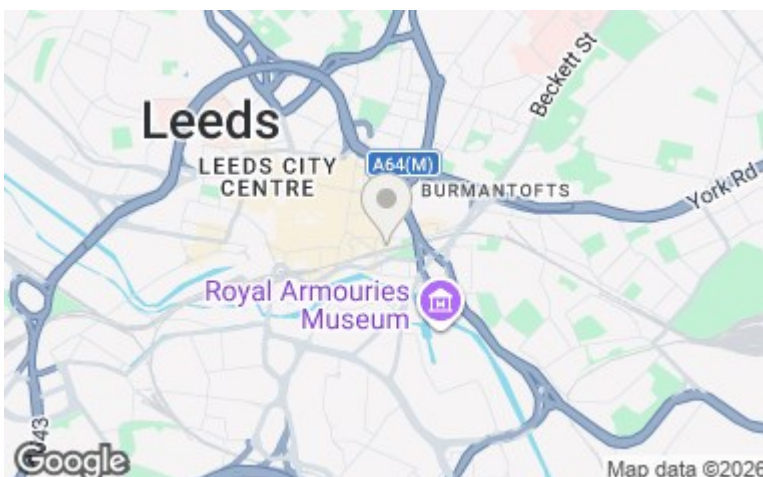 Beckett St
Leeds
A64(M)
LEEDS CITY
CENTRE
BURMANTOFTS
York Rd
Royal Armouries
Museum
Google
Map data ©2026